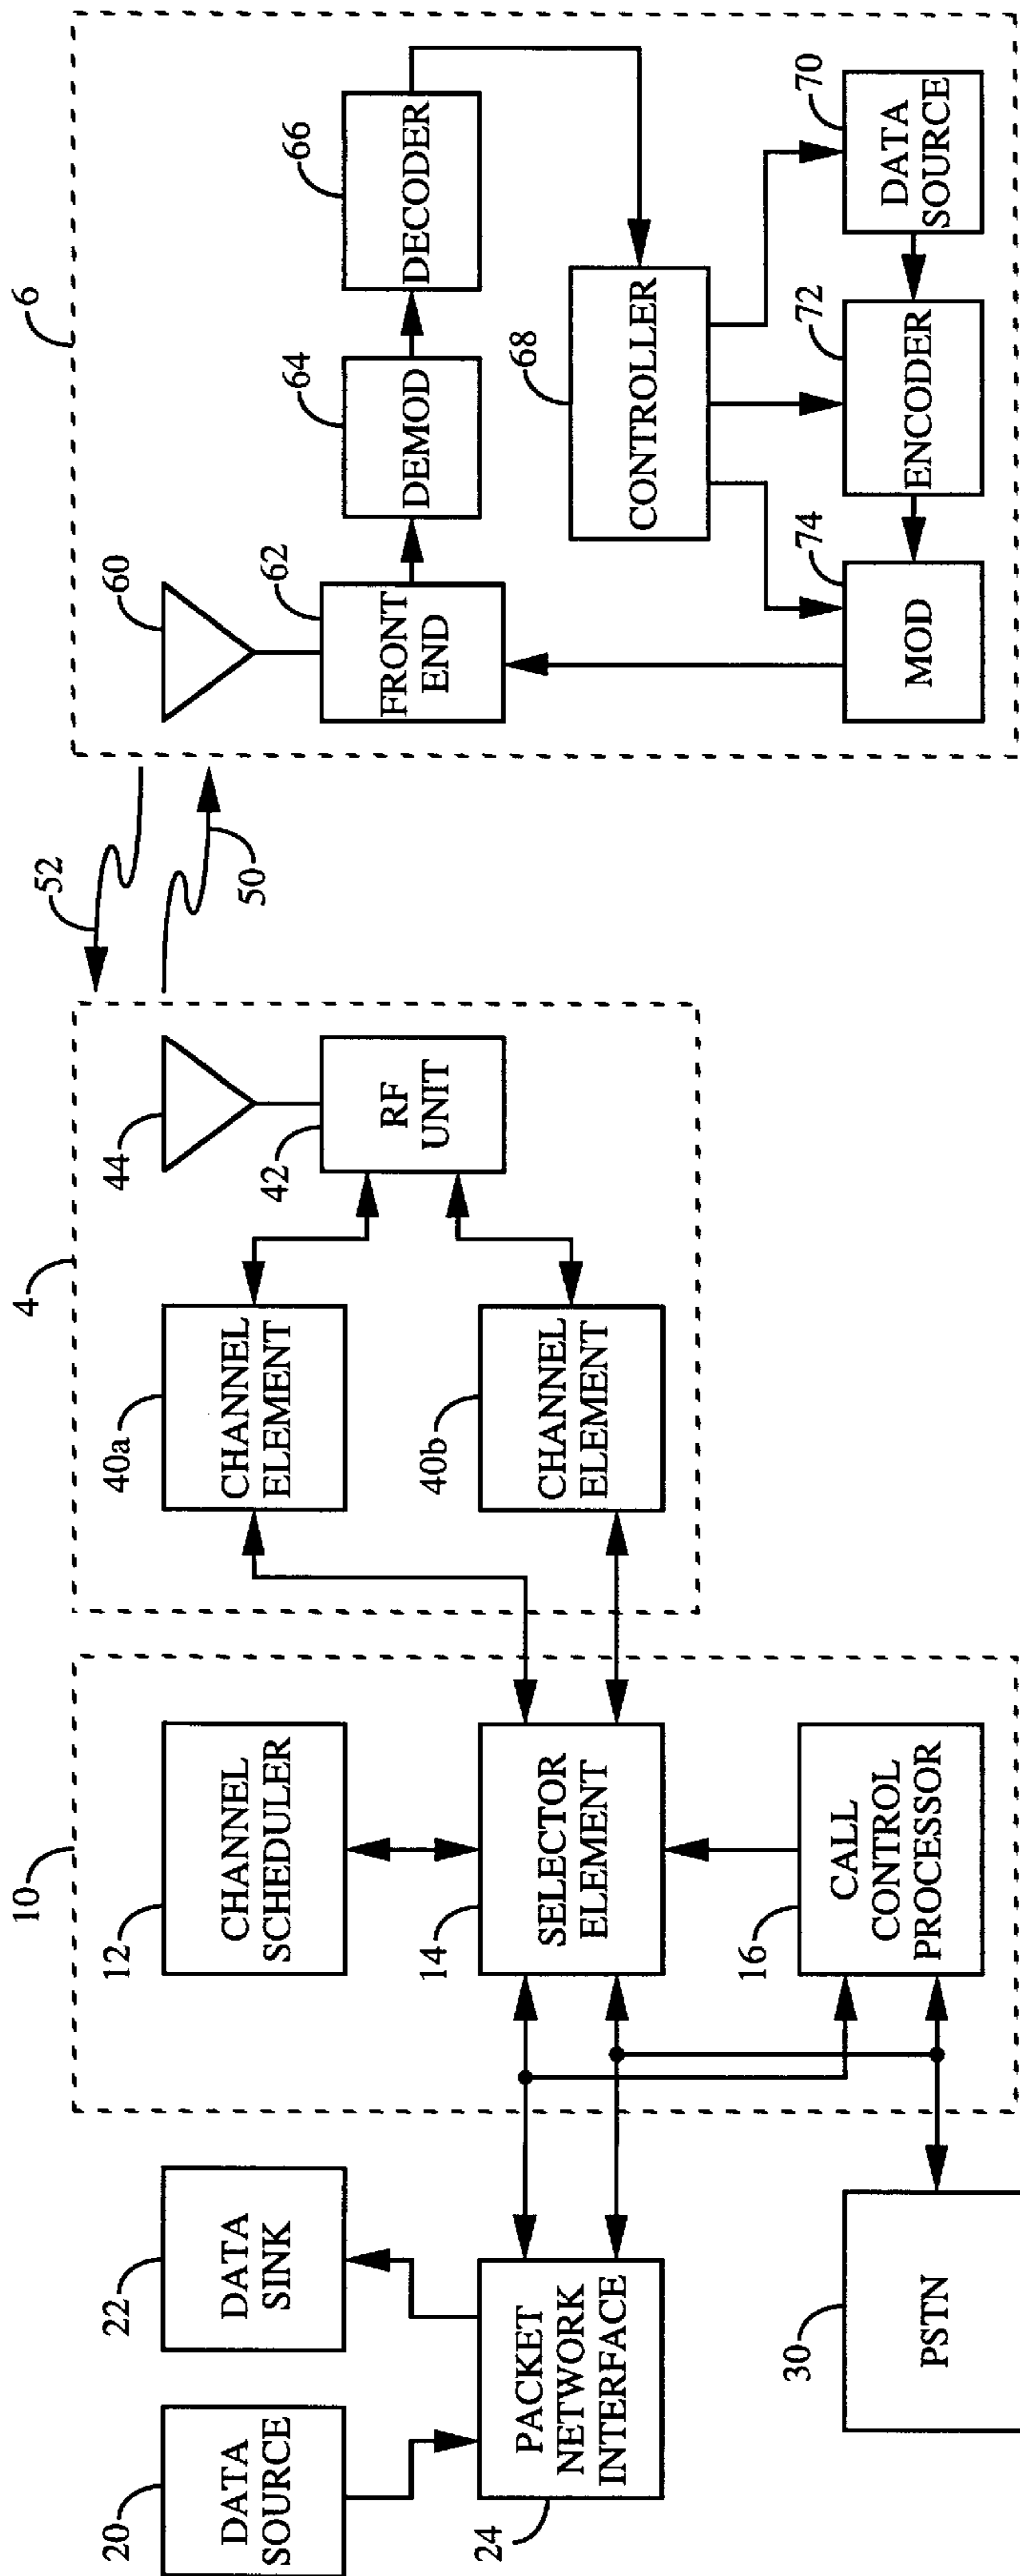 20
DATA
SOURCE
22
DATA
SINK
24
PACKET
NETWORK
INTERFACE
30
PSTN
10
12
CHANNEL
SCHEDULER
14
SELECTOR
ELEMENT
16
CALL
CONTROL
PROCESSOR
4
40a
CHANNEL
ELEMENT
40b
CHANNEL
ELEMENT
44
42
RF
UNIT
52
50
6
60
62
FRONT
END
64
DEMOD
66
DECODER
68
CONTROLLER
70
DATA
SOURCE
72
ENCODER
74
MOD